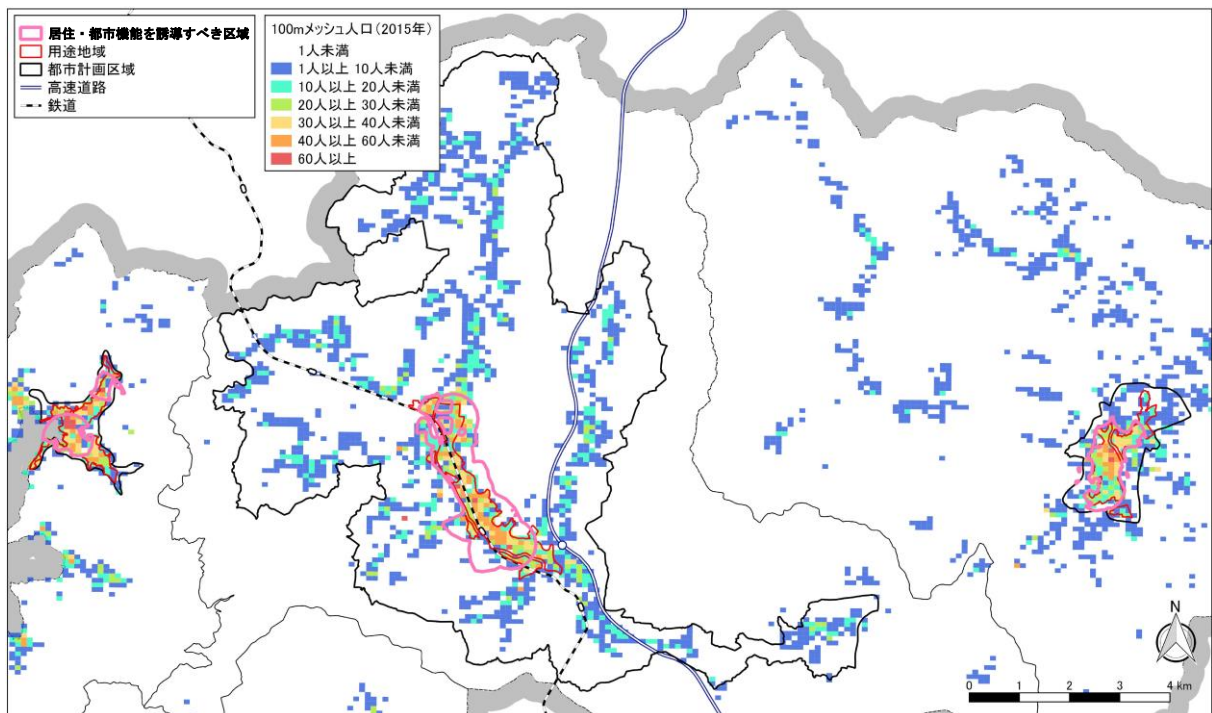 居住・都市機能を誘導すべき区域
用途地域
都市計画区域
高速道路
鉄道
100mメッシュ人口(2015年)
1人未満
1人以上 10人未満
10人以上 20人未満
20人以上 30人未満
30人以上 40人未満
40人以上 60人未満
60人以上
N
0 1 2 3 4 km